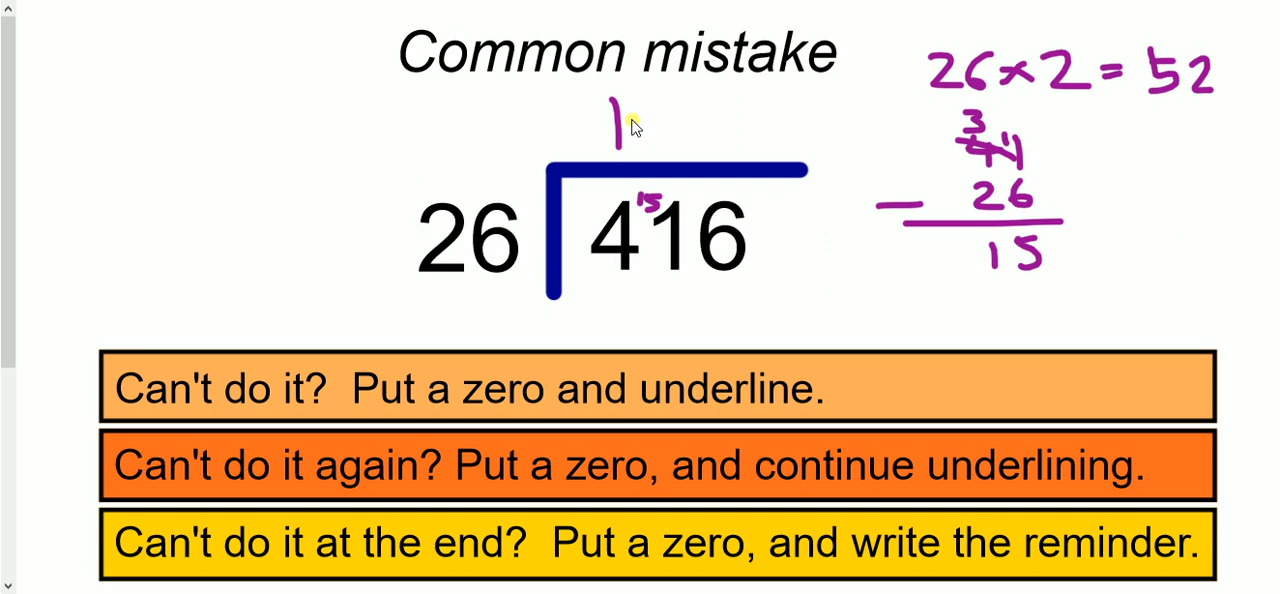 Common mistake
26 × 2 = 52
1
3
41
26 415 16
- 26
15
Can't do it? Put a zero and underline.
Can't do it again? Put a zero, and continue underlining.
Can't do it at the end? Put a zero, and write the reminder.